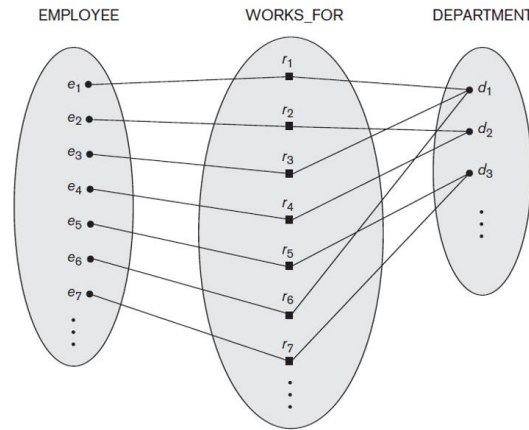 EMPLOYEE WORKS_FOR DEPARTMENT
e1
e2
e3
e4
e5
e6
e7
r1
r2
r3
r4
r5
r6
r7
d1
d2
d3